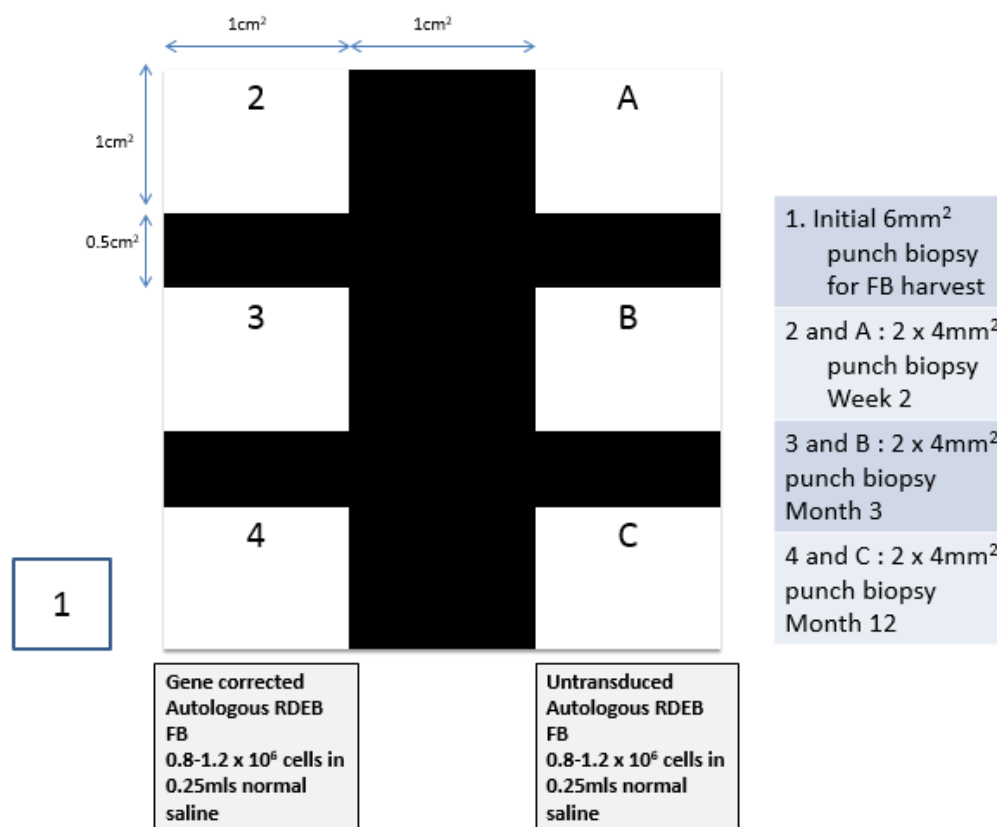 1cm²
1cm²
2
A
1cm²
0.5cm²
3
B
4
C
1
1. Initial 6mm²
punch biopsy
for FB harvest
2 and A : 2 x 4mm²
punch biopsy
Week 2
3 and B : 2 x 4mm²
punch biopsy
Month 3
4 and C : 2 x 4mm²
punch biopsy
Month 12
Gene corrected
Autologous RDEB
FB
0.8-1.2 x 10⁶ cells in
0.25mls normal
saline
Untransduced
Autologous RDEB
FB
0.8-1.2 x 10⁶ cells in
0.25mls normal
saline